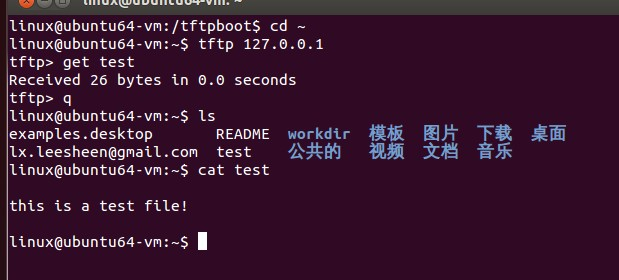 linux@ubuntu64-vm: ~
linux@ubuntu64-vm:/tftpboot$ cd ~
linux@ubuntu64-vm:~$ tftp 127.0.0.1
tftp> get test
Received 26 bytes in 0.0 seconds
tftp> q
linux@ubuntu64-vm:~$ ls
examples.desktop README workdir 模板 图片 下载 桌面
lx.leesheen@gmail.com test 公共的 视频 文档 音乐
linux@ubuntu64-vm:~$ cat test
this is a test file!
linux@ubuntu64-vm:~$